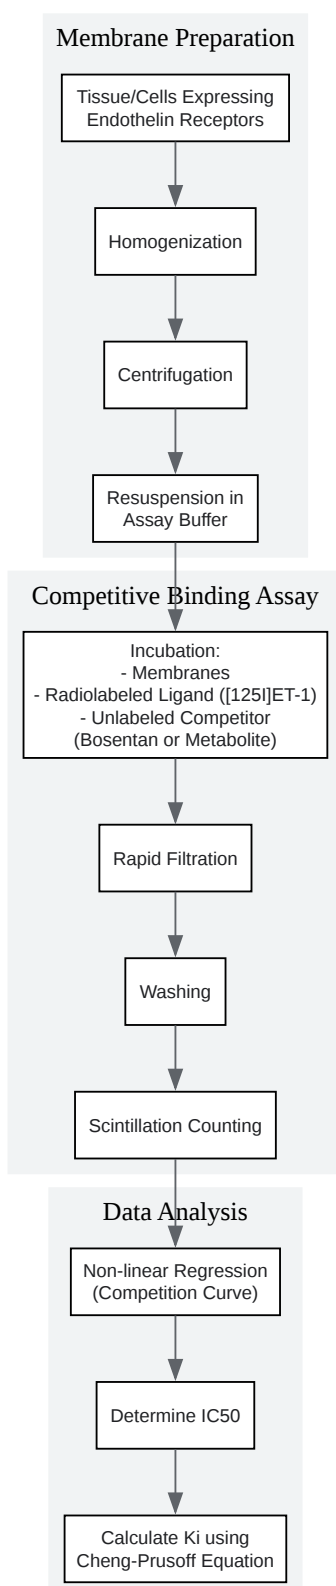 Membrane Preparation
Tissue/Cells Expressing
Endothelin Receptors
Homogenization
Centrifugation
Resuspension in
Assay Buffer
Competitive Binding Assay
Incubation:
- Membranes
- Radiolabeled Ligand ([125I]ET-1)
- Unlabeled Competitor
(Bosentan or Metabolite)
Rapid Filtration
Washing
Scintillation Counting
Data Analysis
Non-linear Regression
(Competition Curve)
Determine IC50
Calculate Ki using
Cheng-Prusoff Equation